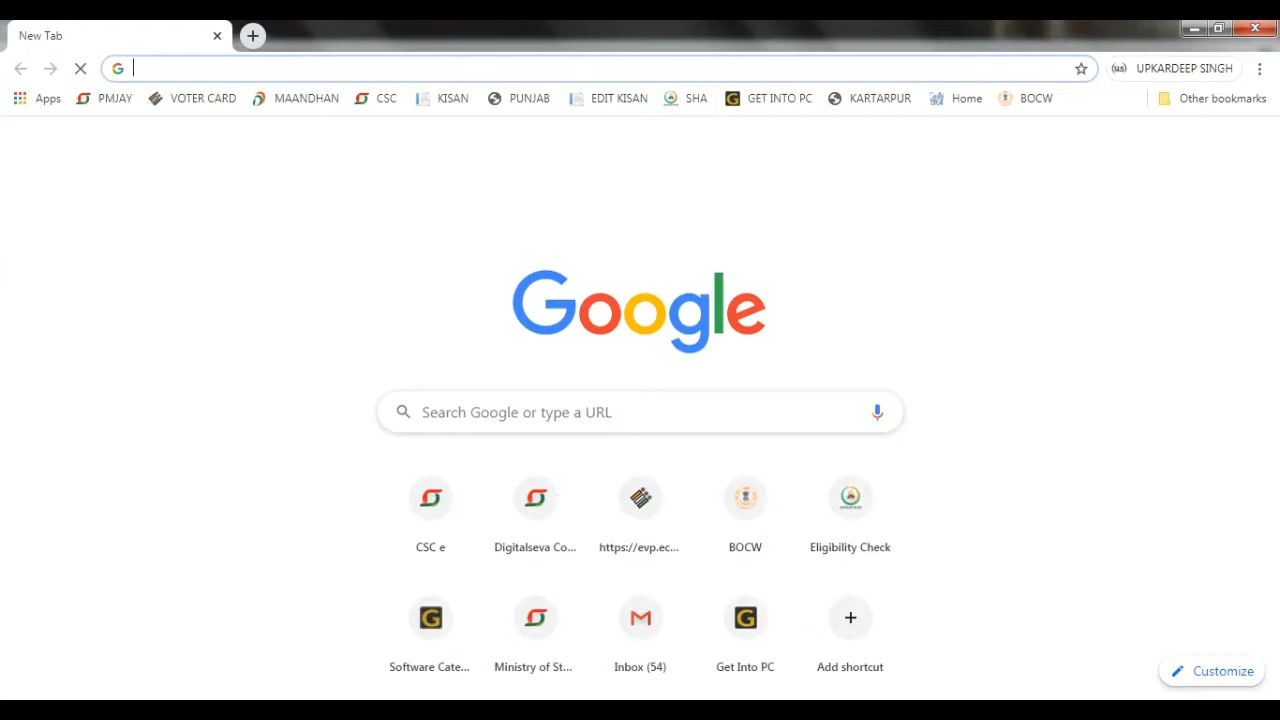 New Tab
UPKARDEEP SINGH
Apps PMJAY VOTER CARD MAANDHAN CSC KISAN PUNJAB EDIT KISAN SHA GET INTO PC KARTARPUR Home BOCW Other bookmarks
Google
Search Google or type a URL
CSC e Digitalseva Co... https://evp.ec... BOCW Eligibility Check
Software Cate... Ministry of St... Inbox (54) Get Into PC Add shortcut
Customize